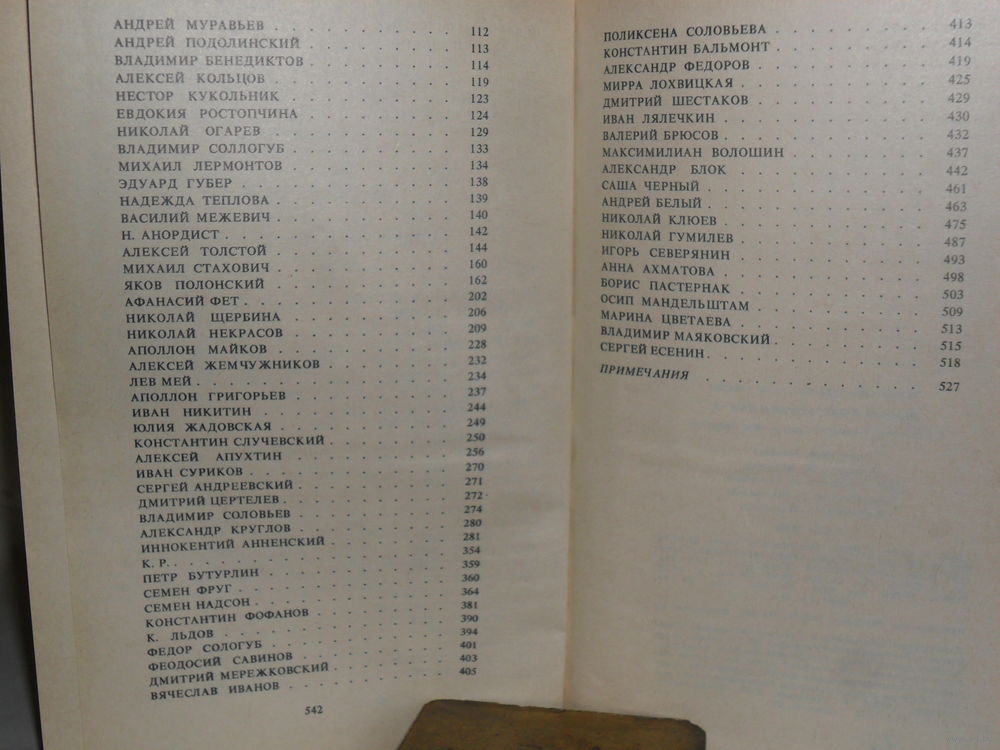 АНДРЕЙ МУРАВЬЕВ . . . . . . . . . . 112
АНДРЕЙ ПОДОЛИНСКИЙ . . . . . . . . 113
ВЛАДИМИР БЕНЕДИКТОВ . . . . . . . . 114
АЛЕКСЕЙ КОЛЬЦОВ . . . . . . . . . . 119
НЕСТОР КУКОЛЬНИК . . . . . . . . . 123
ЕВДОКИЯ РОСТОПЧИНА . . . . . . . . 124
НИКОЛАЙ ОГАРЕВ . . . . . . . . . . 129
ВЛАДИМИР СОЛЛОГУБ . . . . . . . . . 133
МИХАИЛ ЛЕРМОНТОВ . . . . . . . . . 134
ЭДУАРД ГУБЕР . . . . . . . . . . . 138
НАДЕЖДА ТЕПЛОВА . . . . . . . . . . 139
ВАСИЛИЙ МЕЖЕВИЧ . . . . . . . . . . 140
Н. АНОРДИСТ . . . . . . . . . . . . 142
АЛЕКСЕЙ ТОЛСТОЙ . . . . . . . . . . 144
МИХАИЛ СТАХОВИЧ . . . . . . . . . . 160
ЯКОВ ПОЛОНСКИЙ . . . . . . . . . . 162
АФАНАСИЙ ФЕТ . . . . . . . . . . . 202
НИКОЛАЙ ЩЕРБИНА . . . . . . . . . . 206
НИКОЛАЙ НЕКРАСОВ . . . . . . . . . 209
АПОЛЛОН МАЙКОВ . . . . . . . . . . 228
АЛЕКСЕЙ ЖЕМЧУЖНИКОВ . . . . . . . . 232
ЛЕВ МЕЙ . . . . . . . . . . . . . . 234
АПОЛЛОН ГРИГОРЬЕВ . . . . . . . . . 237
ИВАН НИКИТИН . . . . . . . . . . . 244
ЮЛИЯ ЖАДОВСКАЯ . . . . . . . . . . 249
КОНСТАНТИН СЛУЧЕВСКИЙ . . . . . . . 250
АЛЕКСЕЙ АПУХТИН . . . . . . . . . . 256
ИВАН СУРИКОВ . . . . . . . . . . . 270
СЕРГЕЙ АНДРЕЕВСКИЙ . . . . . . . . 271
ДМИТРИЙ ЦЕРТЕЛЕВ . . . . . . . . . 272
ВЛАДИМИР СОЛОВЬЕВ . . . . . . . . . 274
АЛЕКСАНДР КРУГЛОВ . . . . . . . . . 280
ИННОКЕНТИЙ АННЕНСКИЙ . . . . . . . 281
К. Р. . . . . . . . . . . . . . . . 354
ПЕТР БУТУРЛИН . . . . . . . . . . . 359
СЕМЕН ФРУГ . . . . . . . . . . . . 360
СЕМЕН НАДСОН . . . . . . . . . . . 364
КОНСТАНТИН ФОФАНОВ . . . . . . . . 381
К. ЛЬДОВ . . . . . . . . . . . . . 390
ФЕДОР СОЛОГУБ . . . . . . . . . . . 394
ФЕОДОСИЙ САВИНОВ . . . . . . . . . 401
ДМИТРИЙ МЕРЕЖКОВСКИЙ . . . . . . . 403
ВЯЧЕСЛАВ ИВАНОВ . . . . . . . . . . 405
542
ПОЛИКСЕНА СОЛОВЬЕВА . . . . . . . . 413
КОНСТАНТИН БАЛЬМОНТ . . . . . . . . 414
АЛЕКСАНДР ФЕДОРОВ . . . . . . . . . 419
МИРРА ЛОХВИЦКАЯ . . . . . . . . . . 425
ДМИТРИЙ ШЕСТАКОВ . . . . . . . . . 429
ИВАН ЛЯЛЕЧКИН . . . . . . . . . . . 430
ВАЛЕРИЙ БРЮСОВ . . . . . . . . . . 432
МАКСИМИЛИАН ВОЛОШИН . . . . . . . . 437
АЛЕКСАНДР БЛОК . . . . . . . . . . 442
САША ЧЕРНЫЙ . . . . . . . . . . . . 461
АНДРЕЙ БЕЛЫЙ . . . . . . . . . . . 463
НИКОЛАЙ КЛЮЕВ . . . . . . . . . . . 475
НИКОЛАЙ ГУМИЛЕВ . . . . . . . . . . 487
ИГОРЬ СЕВЕРЯНИН . . . . . . . . . . 493
АННА АХМАТОВА . . . . . . . . . . . 498
БОРИС ПАСТЕРНАК . . . . . . . . . . 503
ОСИП МАНДЕЛЬШТАМ . . . . . . . . . 509
МАРИНА ЦВЕТАЕВА . . . . . . . . . . 513
ВЛАДИМИР МАЯКОВСКИЙ . . . . . . . . 515
СЕРГЕЙ ЕСЕНИН . . . . . . . . . . . 518
ПРИМЕЧАНИЯ . . . . . . . . . . . . 527